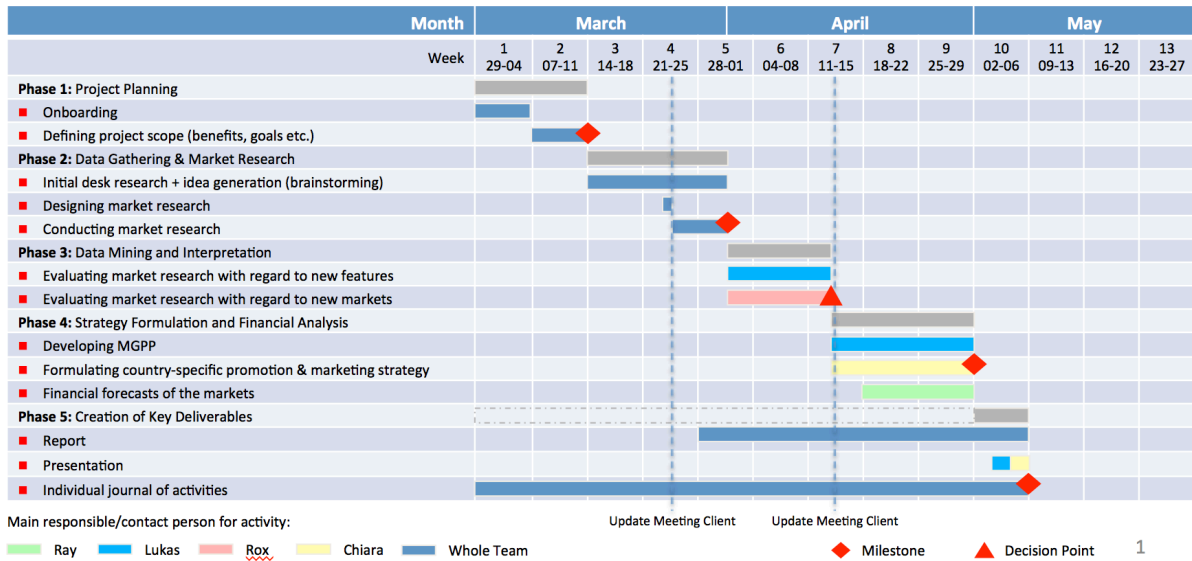 Month March April May
Week 1 2 3 4 5 6 7 8 9 10 11 12 13
29-04 07-11 14-18 21-25 28-01 04-08 11-15 18-22 25-29 02-06 09-13 16-20 23-27
Phase 1: Project Planning
Onboarding
Defining project scope (benefits, goals etc.)
Phase 2: Data Gathering & Market Research
Initial desk research + idea generation (brainstorming)
Designing market research
Conducting market research
Phase 3: Data Mining and Interpretation
Evaluating market research with regard to new features
Evaluating market research with regard to new markets
Phase 4: Strategy Formulation and Financial Analysis
Developing MGPP
Formulating country-specific promotion & marketing strategy
Financial forecasts of the markets
Phase 5: Creation of Key Deliverables
Report
Presentation
Individual journal of activities
Main responsible/contact person for activity: Update Meeting Client Update Meeting Client
Ray Lukas Rox Chiara Whole Team Milestone Decision Point 1